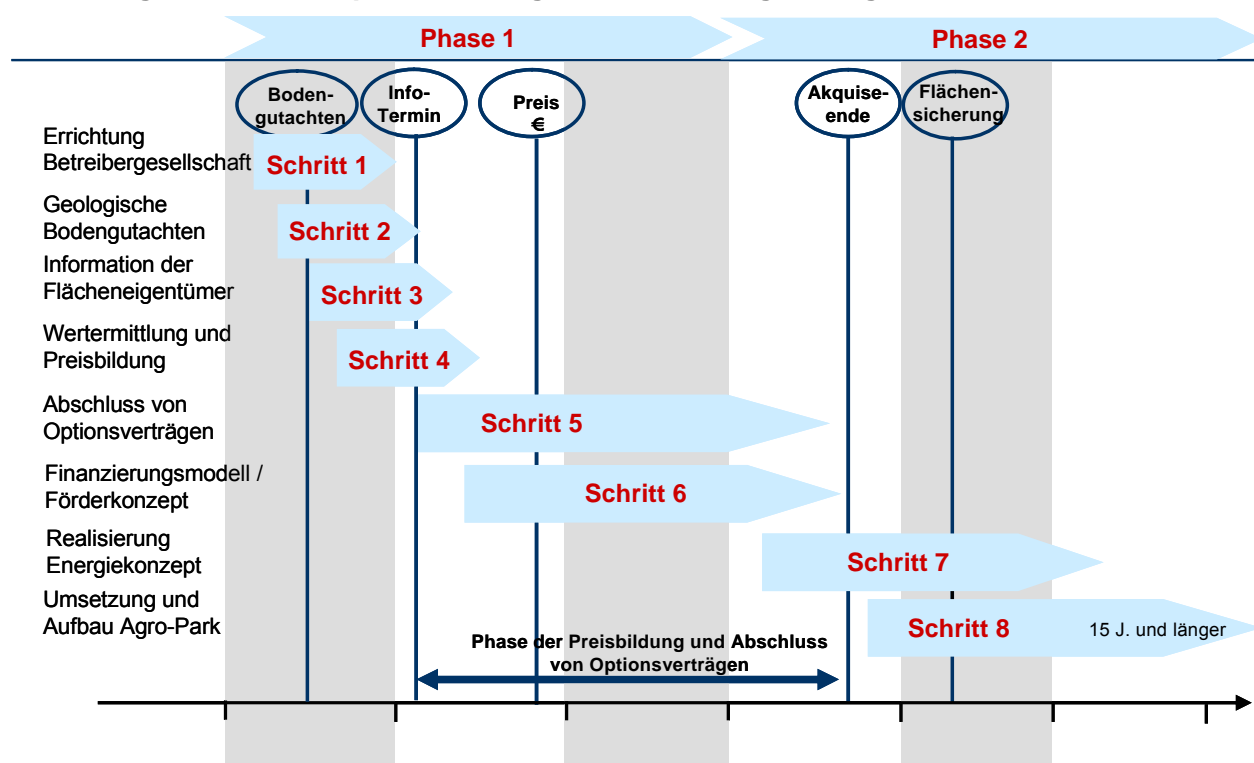 Phase 1
Phase 2
Boden-
gutachten
Info-
Termin
Preis
€
Akquise-
ende
Flächen-
sicherung
Errichtung
Betreibergesellschaft
Schritt 1
Geologische
Bodengutachten
Schritt 2
Information der
Flächeneigentümer
Schritt 3
Wertermittlung und
Preisbildung
Schritt 4
Abschluss von
Optionsverträgen
Schritt 5
Finanzierungsmodell /
Förderkonzept
Schritt 6
Realisierung
Energiekonzept
Schritt 7
Umsetzung und
Aufbau Agro-Park
Schritt 8
15 J. und länger
Phase der Preisbildung und Abschluss
von Optionsverträgen